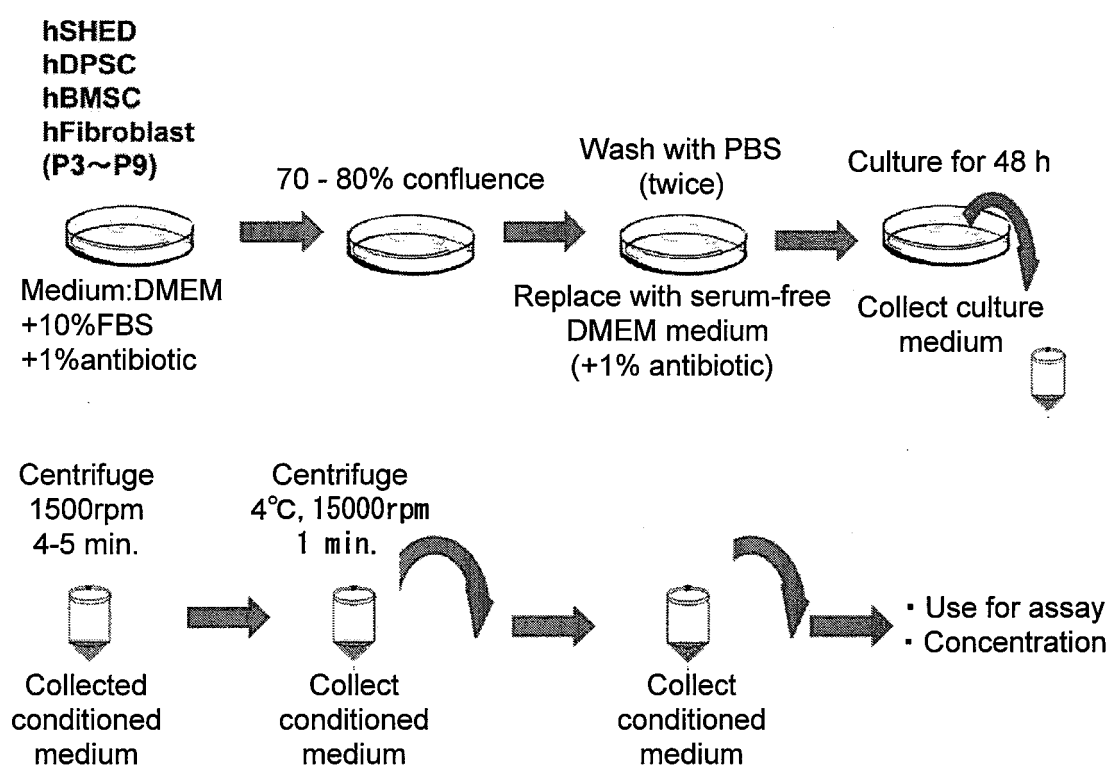 hSHED
hDPSC
hBMSC
hFibroblast
(P3～P9)
Medium:DMEM
+10%FBS
+1%antibiotic
70 - 80% confluence
Wash with PBS
(twice)
Replace with serum-free
DMEM medium
(+1% antibiotic)
Culture for 48 h
Collect culture
medium
Centrifuge
1500rpm
4-5 min.
Collected
conditioned
medium
Centrifuge
4℃, 15000rpm
1 min.
Collect
conditioned
medium
Collect
conditioned
medium
・Use for assay
・Concentration